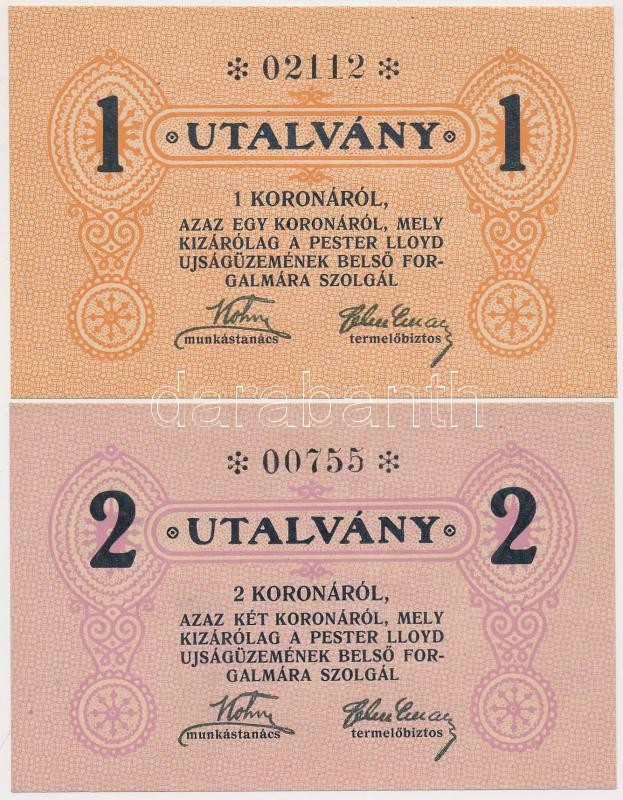 * 02112 *
1 UTALVÁNY 1
1 KORONÁRÓL,
AZAZ EGY KORONÁRÓL, MELY
KIZÁRÓLAG A PESTER LLOYD
UJSÁGÜZEMÉNEK BELSŐ FOR-
GALMÁRA SZOLGÁL
munkástanács termelőbiztos
darabanth
* 00755 *
2 UTALVÁNY 2
2 KORONÁRÓL,
AZAZ KÉT KORONÁRÓL, MELY
KIZÁRÓLAG A PESTER LLOYD
UJSÁGÜZEMÉNEK BELSŐ FOR-
GALMÁRA SZOLGÁL
munkástanács termelőbiztos